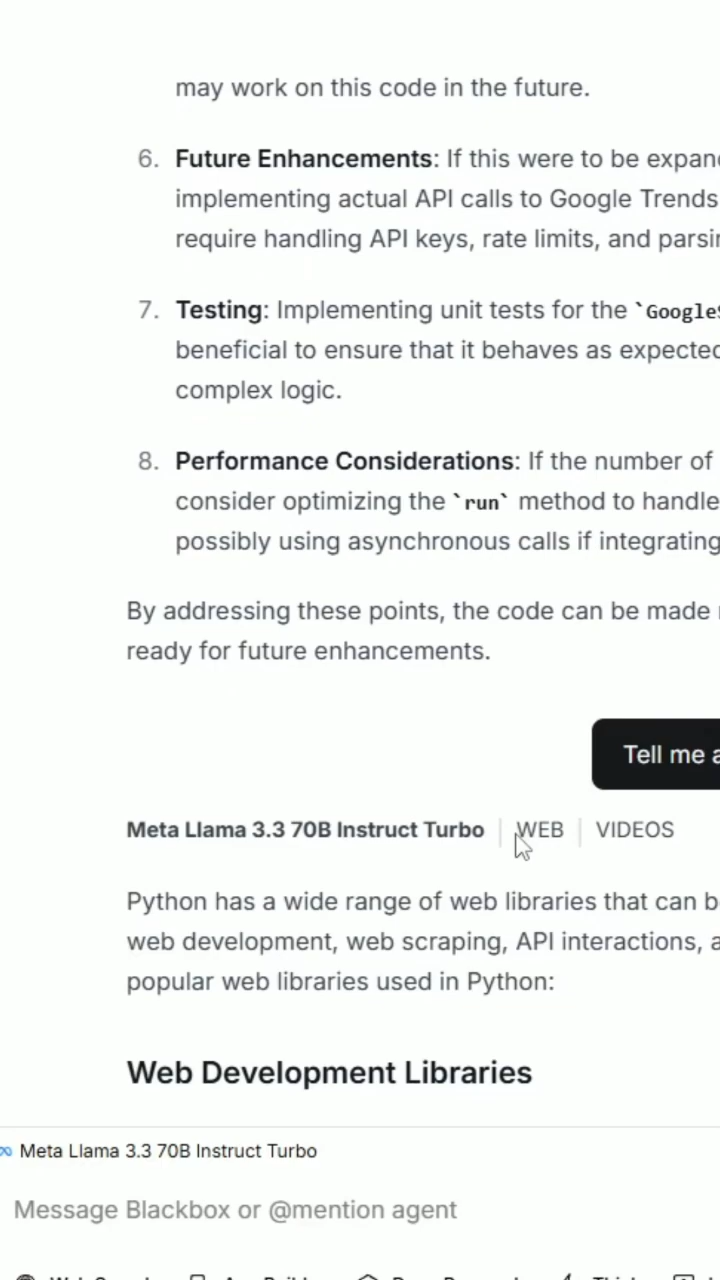 may work on this code in the future.
6. Future Enhancements: If this were to be
implementing actual API calls to Google Trends
require handling API keys, rate limits, and
7. Testing: Implementing unit tests for the
beneficial to ensure that it behaves as expected
complex logic.
8. Performance Considerations: If the number of
consider optimizing the `run` method to handle
possibly using asynchronous calls if integrating
By addressing these points, the code can be made
ready for future enhancements.
Tell me
Meta Llama 3.3 70B Instruct Turbo | WEB | VIDEOS
Python has a wide range of web libraries that can
web development, web scraping, API interactions,
popular web libraries used in Python:
Web Development Libraries
Meta Llama 3.3 70B Instruct Turbo
Message Blackbox or @mention agent